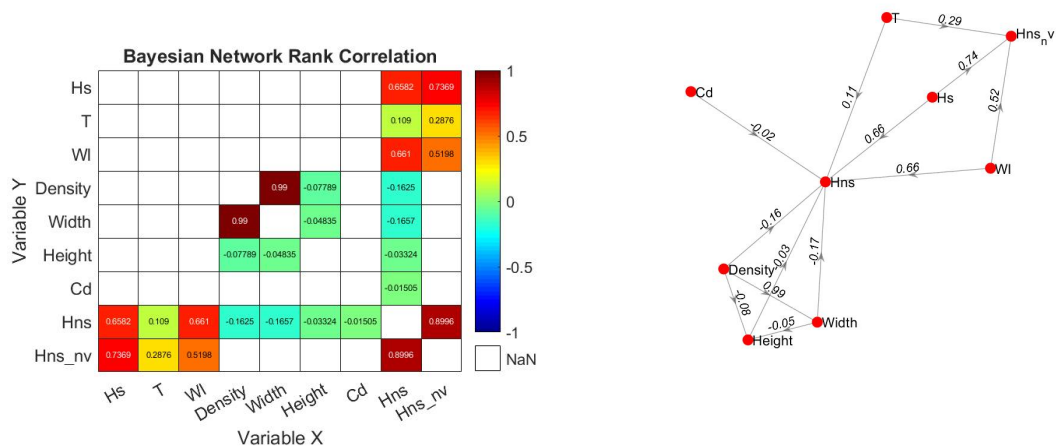 Bayesian Network Rank Correlation
Variable Y
Hs 0.6582 0.7369
T 0.109 0.2876
Wl 0.661 0.5198
Density 0.99 -0.07789 -0.1625
Width 0.99 -0.04835 -0.1657
Height -0.07789 -0.04835 -0.03324
Cd -0.01505
Hns 0.6582 0.109 0.661 -0.1625 -0.1657 -0.03324 -0.01505 0.8996
Hns_nv 0.7369 0.2876 0.5198 0.8996
Hs T Wl Density Width Height Cd Hns Hns_nv
Variable X
1
0.5
0
-0.5
-1
NaN
T
0.29
Hns_nv
0.74
Cd
0.11
Hs
0.52
-0.02
0.66
Wl
0.66
Hns
-0.16
-0.03
-0.17
Density
0.99
-0.08
-0.05
Width
Height